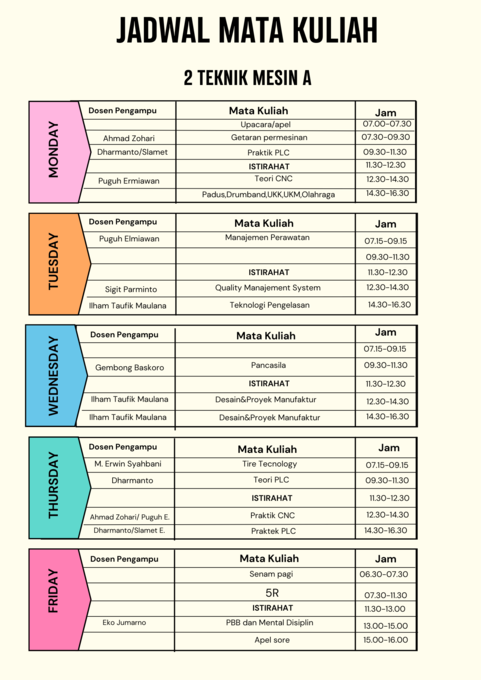 JADWAL MATA KULIAH
2 TEKNIK MESIN A
MONDAY
Dosen Pengampu Mata Kuliah Jam
Upacara/apel 07.00-07.30
Ahmad Zohari Getaran permesinan 07.30-09.30
Dharmanto/Slamet Praktik PLC 09.30-11.30
ISTIRAHAT 11.30-12.30
Puguh Ermiawan Teori CNC 12.30-14.30
Padus,Drumband,UKK,UKM,Olahraga 14.30-16.30
TUESDAY
Dosen Pengampu Mata Kuliah Jam
Puguh Elmiawan Manajemen Perawatan 07.15-09.15
09.30-11.30
ISTIRAHAT 11.30-12.30
Sigit Parminto Quality Manajement System 12.30-14.30
Ilham Taufik Maulana Teknologi Pengelasan 14.30-16.30
WEDNESDAY
Dosen Pengampu Mata Kuliah Jam
07.15-09.15
Gembong Baskoro Pancasila 09.30-11.30
ISTIRAHAT 11.30-12.30
Ilham Taufik Maulana Desain&Proyek Manufaktur 12.30-14.30
Ilham Taufik Maulana Desain&Proyek Manufaktur 14.30-16.30
THURSDAY
Dosen Pengampu Mata Kuliah Jam
M. Erwin Syahbani Tire Tecnology 07.15-09.15
Dharmanto Teori PLC 09.30-11.30
ISTIRAHAT 11.30-12.30
Ahmad Zohari/ Puguh E. Praktik CNC 12.30-14.30
Dharmanto/Slamet E. Praktek PLC 14.30-16.30
FRIDAY
Dosen Pengampu Mata Kuliah Jam
Senam pagi 06.30-07.30
5R 07.30-11.30
ISTIRAHAT 11.30-13.00
Eko Jumarno PBB dan Mental Disiplin 13.00-15.00
Apel sore 15.00-16.00